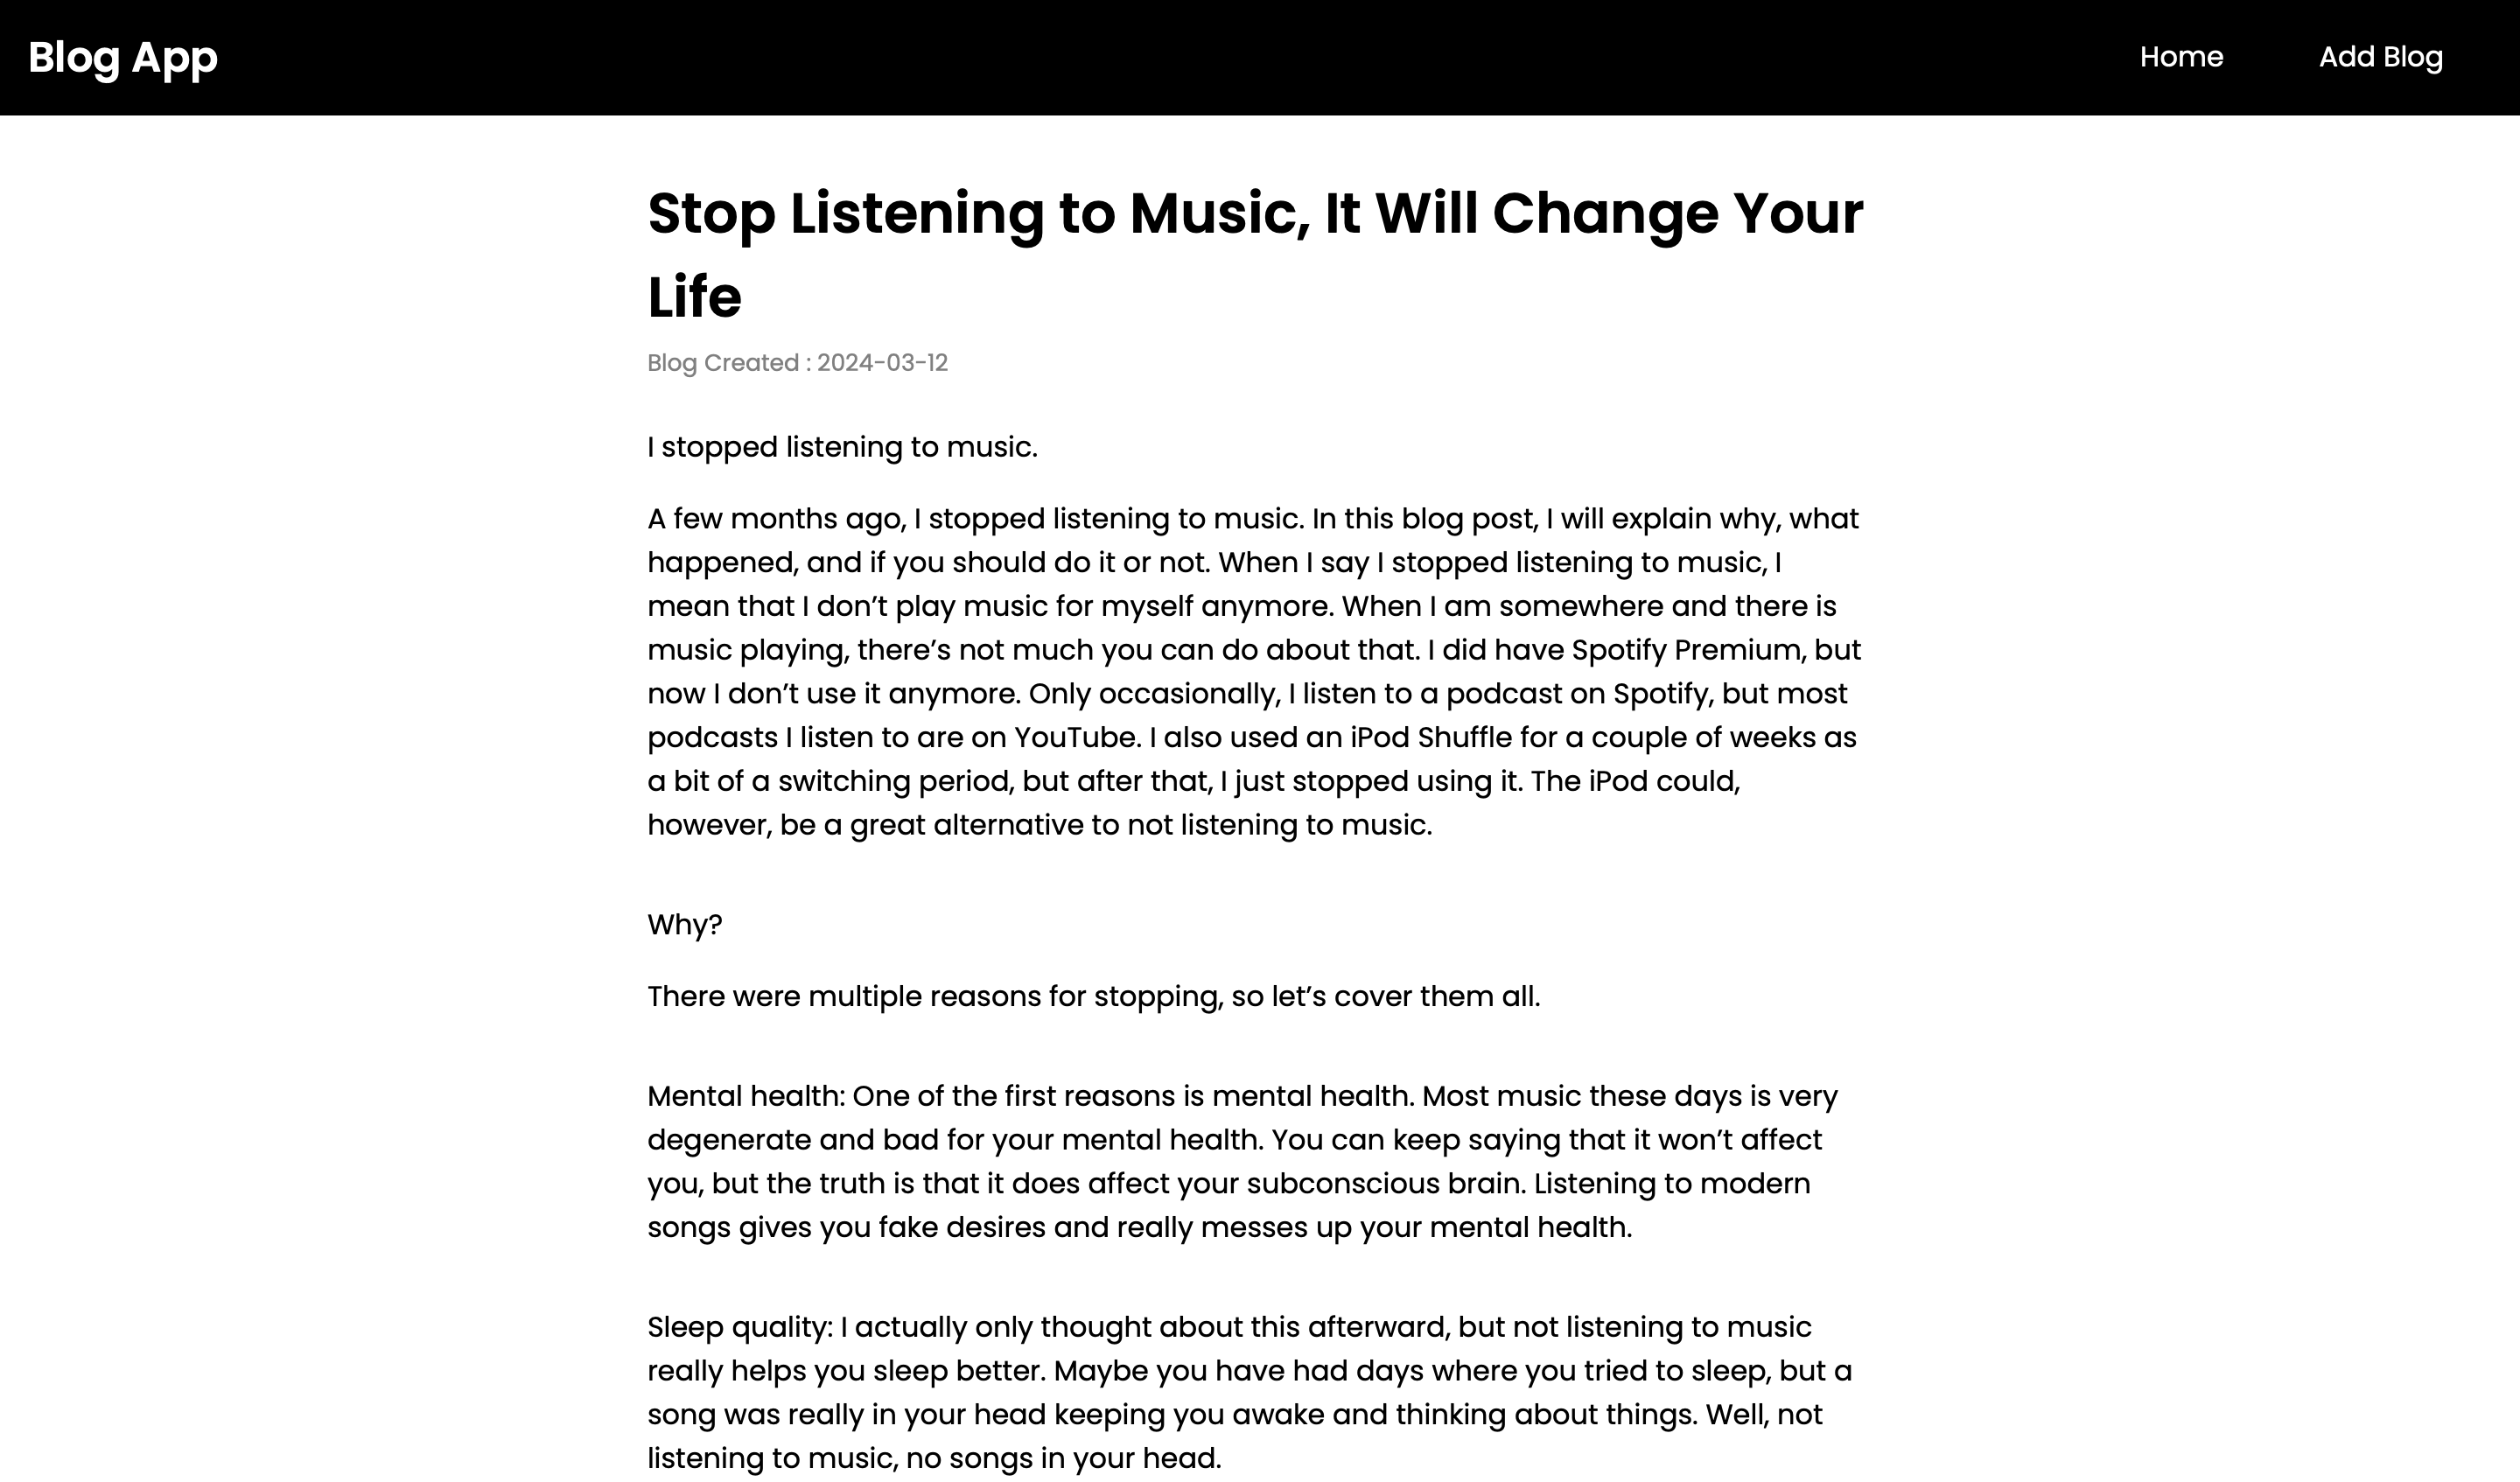 Blog App
Home
Add Blog
Stop Listening to Music, It Will Change Your
Life
Blog Created : 2024-03-12
I stopped listening to music.
A few months ago, I stopped listening to music. In this blog post, I will explain why, what
happened, and if you should do it or not. When I say I stopped listening to music, I
mean that I don’t play music for myself anymore. When I am somewhere and there is
music playing, there’s not much you can do about that. I did have Spotify Premium, but
now I don’t use it anymore. Only occasionally, I listen to a podcast on Spotify, but most
podcasts I listen to are on YouTube. I also used an iPod Shuffle for a couple of weeks as
a bit of a switching period, but after that, I just stopped using it. The iPod could,
however, be a great alternative to not listening to music.
Why?
There were multiple reasons for stopping, so let’s cover them all.
Mental health: One of the first reasons is mental health. Most music these days is very
degenerate and bad for your mental health. You can keep saying that it won’t affect
you, but the truth is that it does affect your subconscious brain. Listening to modern
songs gives you fake desires and really messes up your mental health.
Sleep quality: I actually only thought about this afterward, but not listening to music
really helps you sleep better. Maybe you have had days where you tried to sleep, but a
song was really in your head keeping you awake and thinking about things. Well, not
listening to music, no songs in your head.